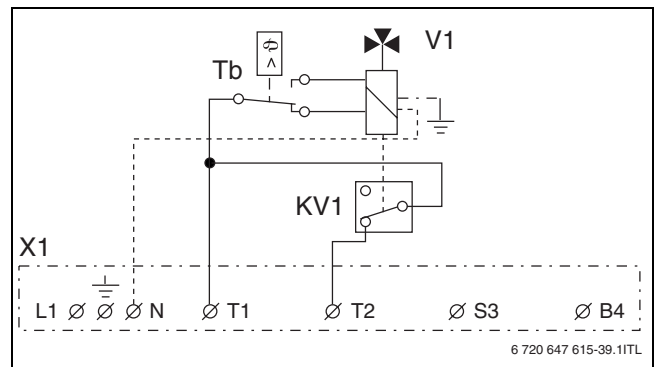 V1
Tb
ϑ <
KV1
X1
L1 N T1 T2 S3 B4
6 720 647 615-39.1ITL